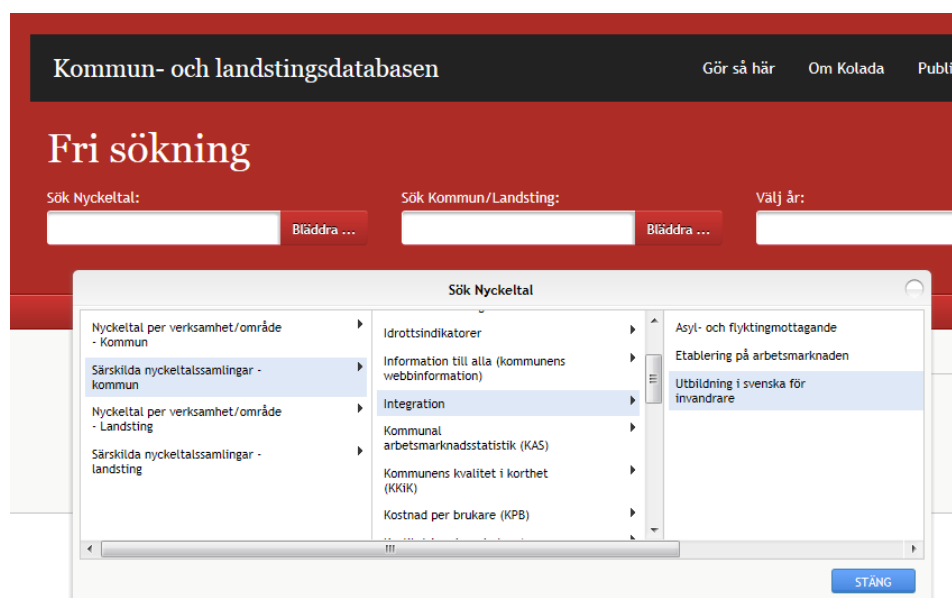 Kommun- och landstingsdatabasen
Gör så här
Om Kolada
Fri sökning
Sök Nyckeltal:
Sök Kommun/Landsting:
Välj år:
Bläddra ...
Bläddra ...
Sök Nyckeltal
Nyckeltal per verksamhet/område
- Kommun
Särskilda nyckeltalssamlingar -
kommun
Nyckeltal per verksamhet/område
- Landsting
Särskilda nyckeltalssamlingar -
landsting
Idrottsindikatorer
Information till alla (kommunens
webbinformation)
Integration
Kommunal
arbetsmarknadsstatistik (KAS)
Kommunens kvalitet i korthet
(KKiK)
Kostnad per brukare (KPB)
Asyl- och flyktingmottagande
Etablering på arbetsmarknaden
Utbildning i svenska för
invandrare
STÄNG